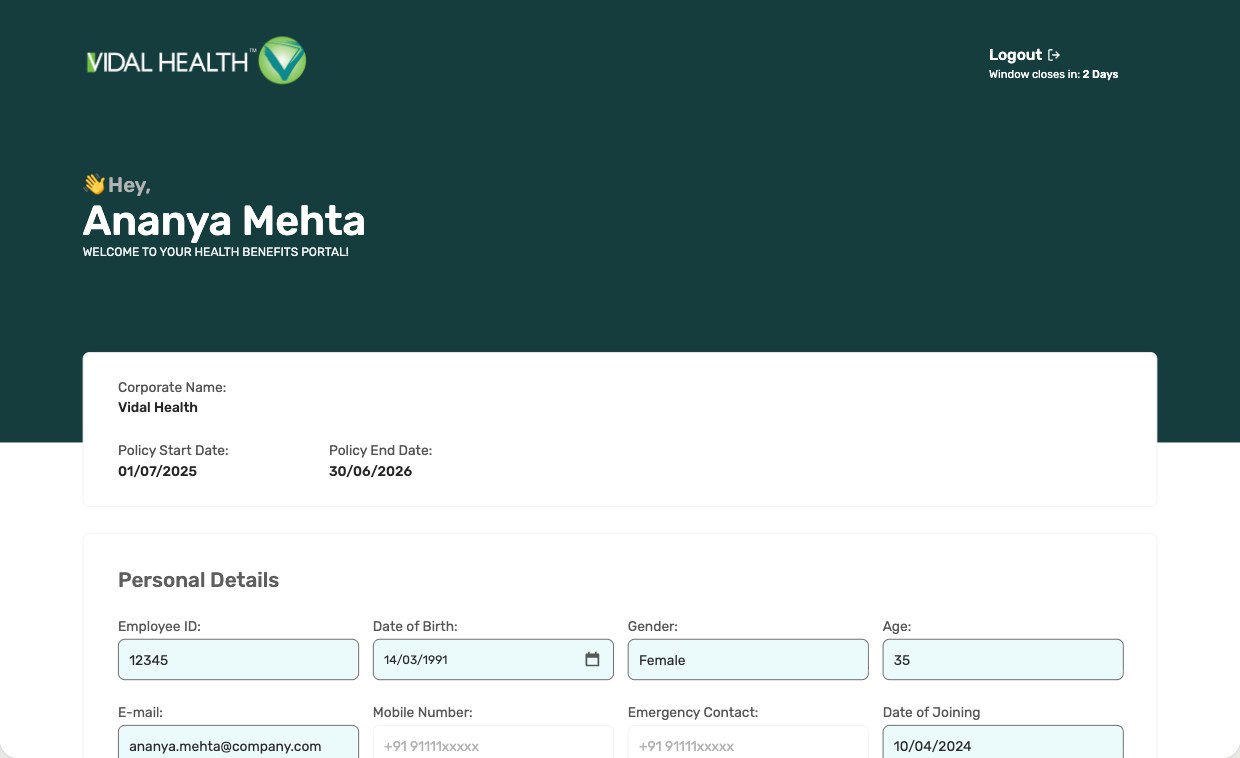 VIDAL HEALTH™
Logout
Window closes in: 2 Days
👋Hey,
Ananya Mehta
WELCOME TO YOUR HEALTH BENEFITS PORTAL!
Corporate Name:
Vidal Health
Policy Start Date: Policy End Date:
01/07/2025 30/06/2026
Personal Details
Employee ID: Date of Birth: Gender: Age:
12345 14/03/1991 Female 35
E-mail: Mobile Number: Emergency Contact: Date of Joining
ananya.mehta@company.com +91 91111xxxxx +91 91111xxxxx 10/04/2024